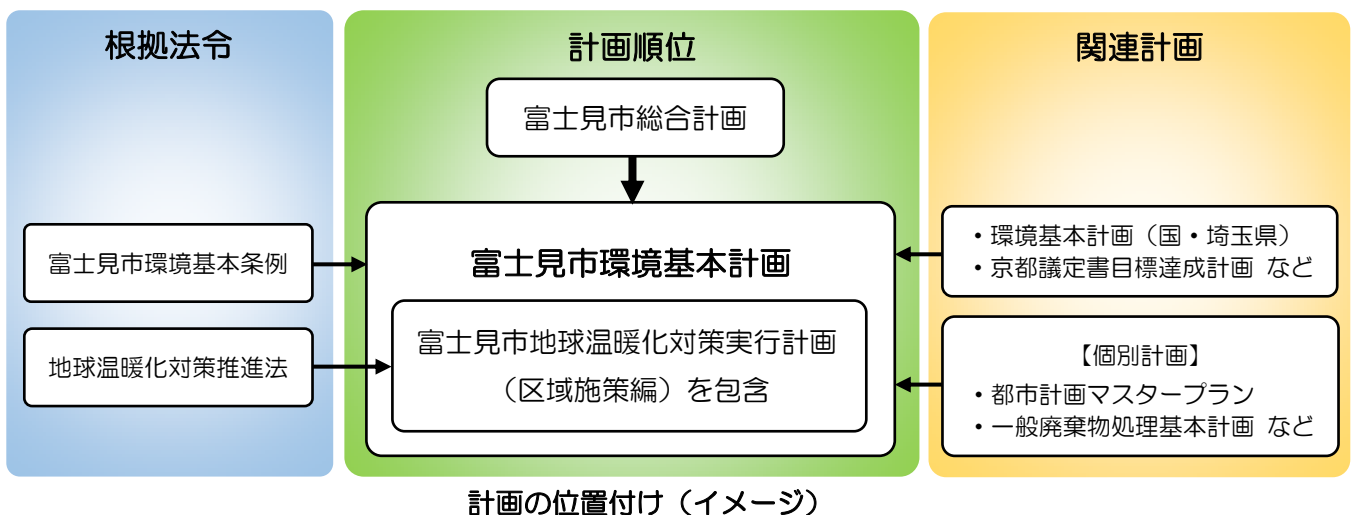 根拠法令
富士見市環境基本条例
地球温暖化対策推進法
計画順位
富士見市総合計画
富士見市環境基本計画
富士見市地球温暖化対策実行計画
（区域施策編）を包含
関連計画
・環境基本計画（国・埼玉県）
・京都議定書目標達成計画 など
【個別計画】
・都市計画マスタープラン
・一般廃棄物処理基本計画 など
計画の位置付け（イメージ）